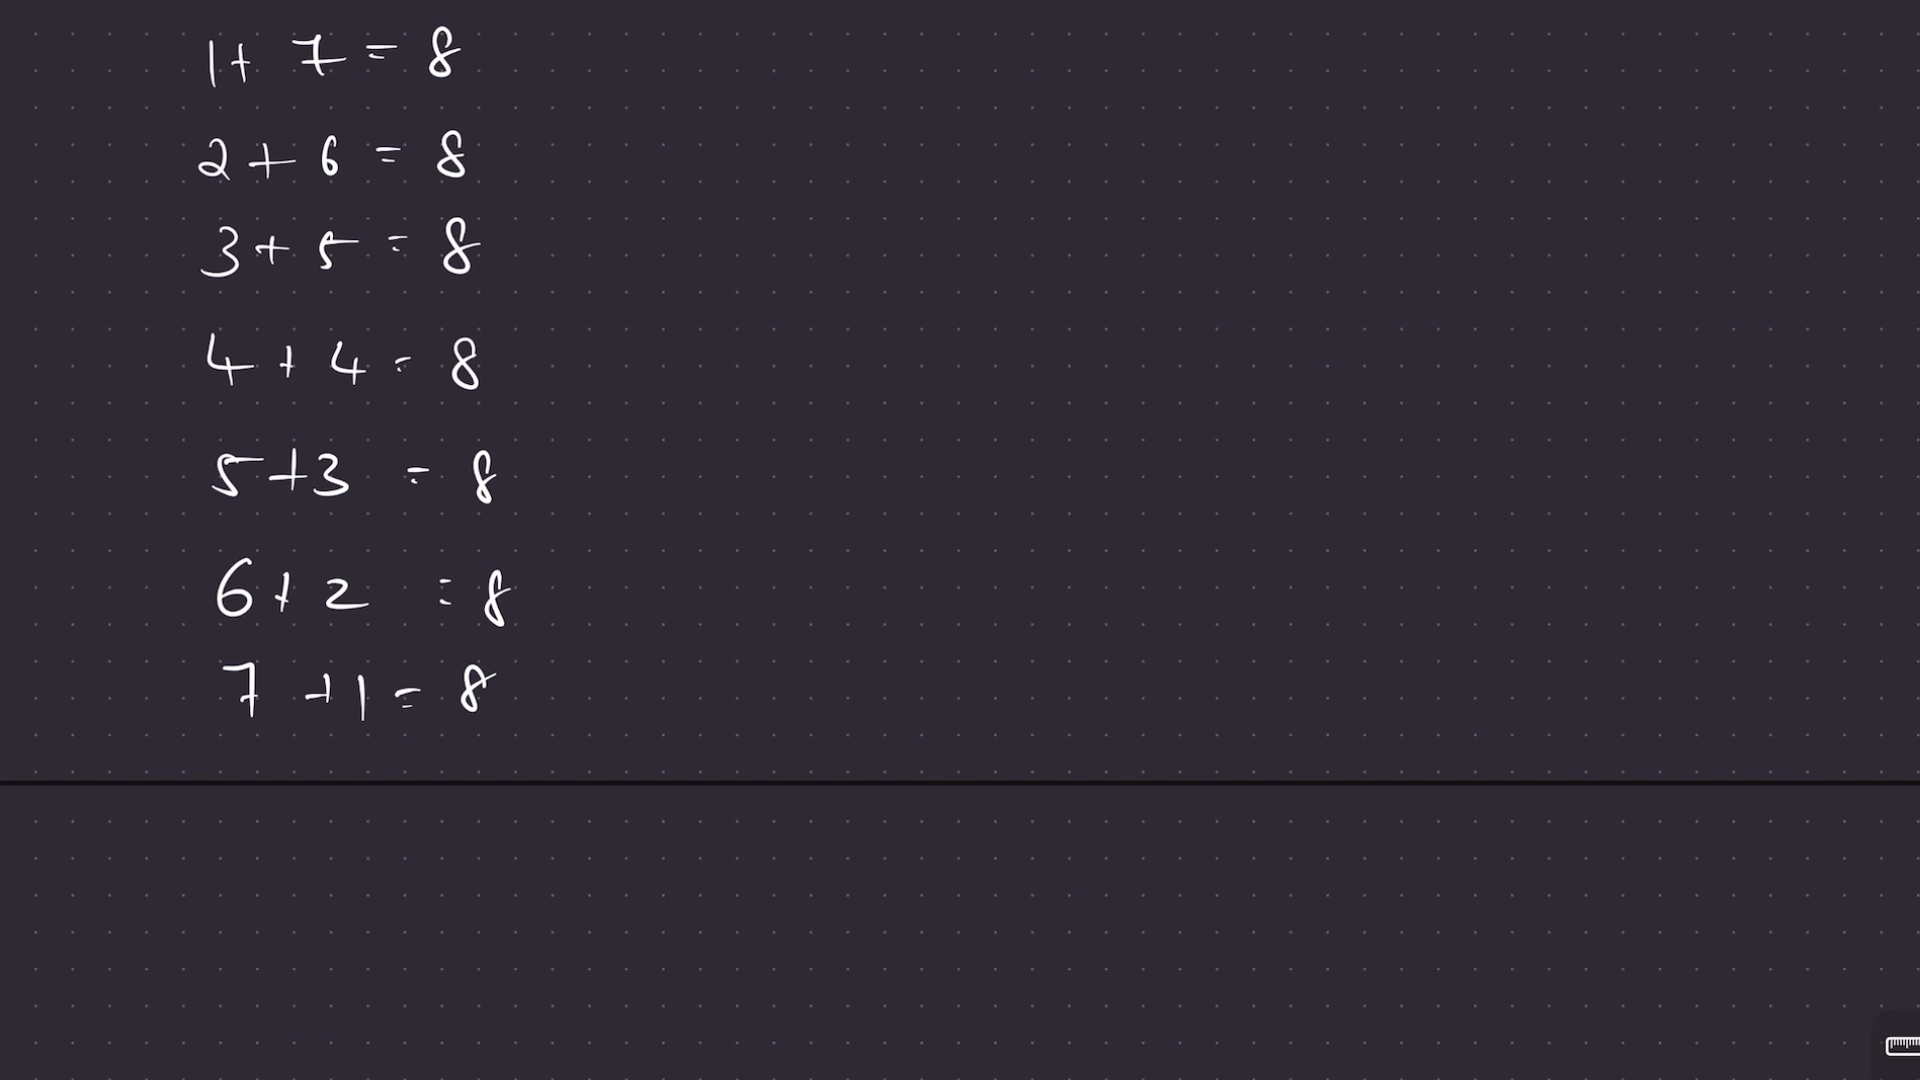 1 + 7 = 8
2 + 6 = 8
3 + 5 = 8
4 + 4 = 8
5 + 3 = 8
6 + 2 = 8
7 + 1 = 8